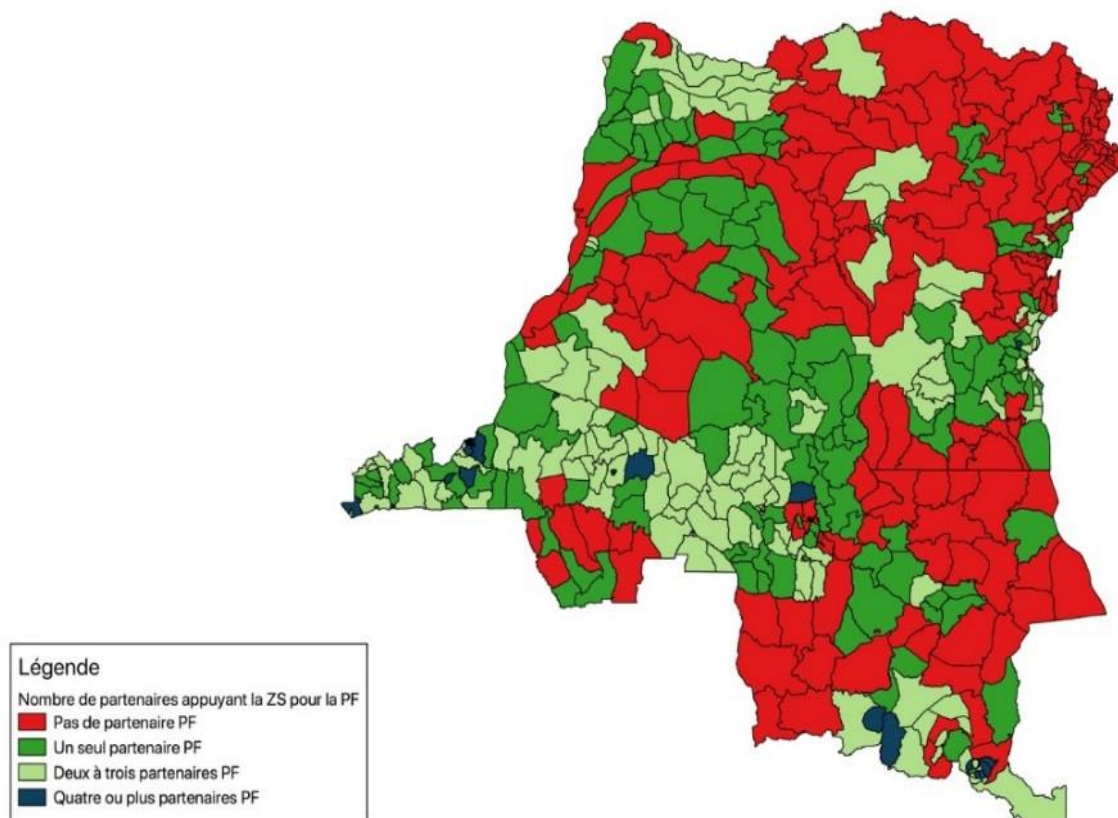 Légende
Nombre de partenaires appuyant la ZS pour la PF
Pas de partenaire PF
Un seul partenaire PF
Deux à trois partenaires PF
Quatre ou plus partenaires PF